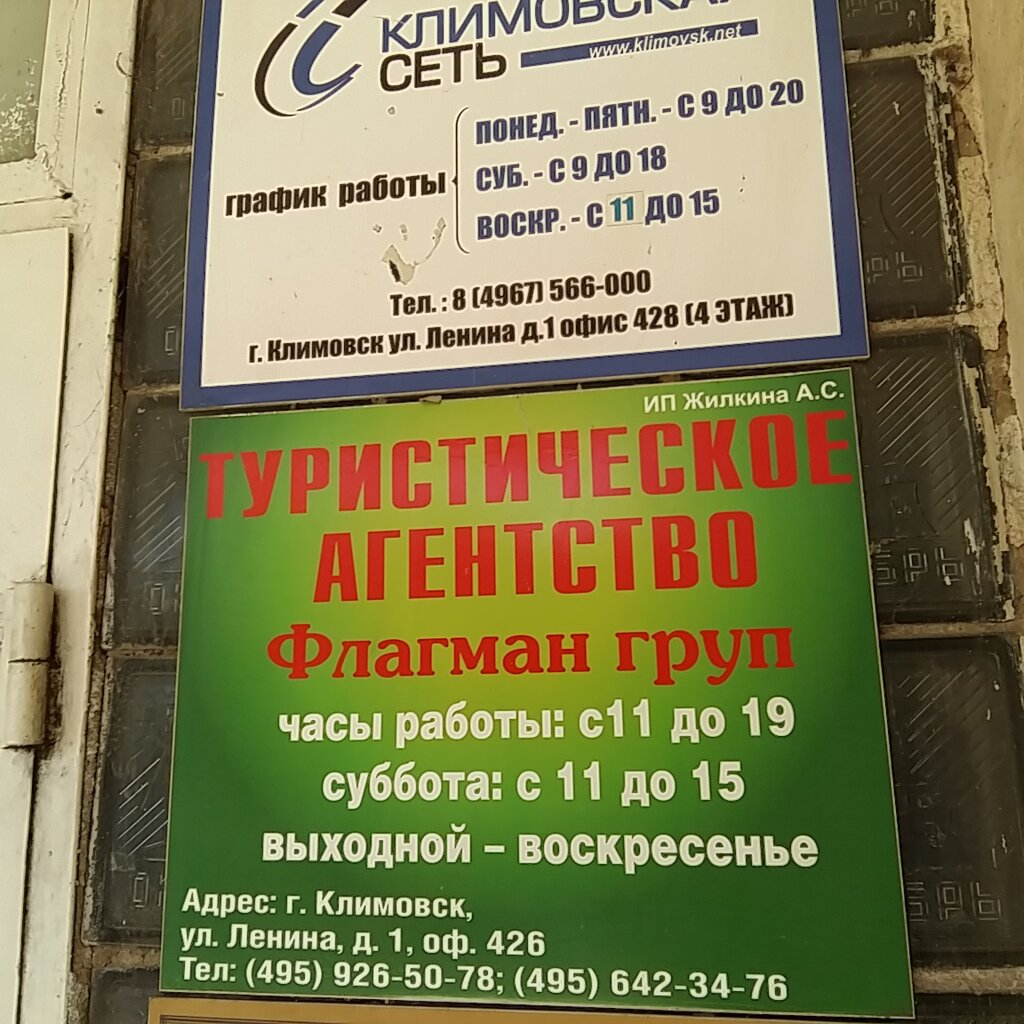 КЛИМОВСКАЯ
СЕТЬ
www.klimovsk.net
график работы
ПОНЕД. - ПЯТН. - С 9 ДО 20
СУБ. - С 9 ДО 18
ВОСКР. - С 11 ДО 15
Тел. : 8 (4967) 566-000
г. Климовск ул. Ленина д.1 офис 428 (4 ЭТАЖ)
ИП Жилкина А.С.
ТУРИСТИЧЕСКОЕ
АГЕНТСТВО
Флагман груп
часы работы: с11 до 19
суббота: с 11 до 15
выходной – воскресенье
Адрес: г. Климовск,
ул. Ленина, д. 1, оф. 426
Тел: (495) 926-50-78; (495) 642-34-76